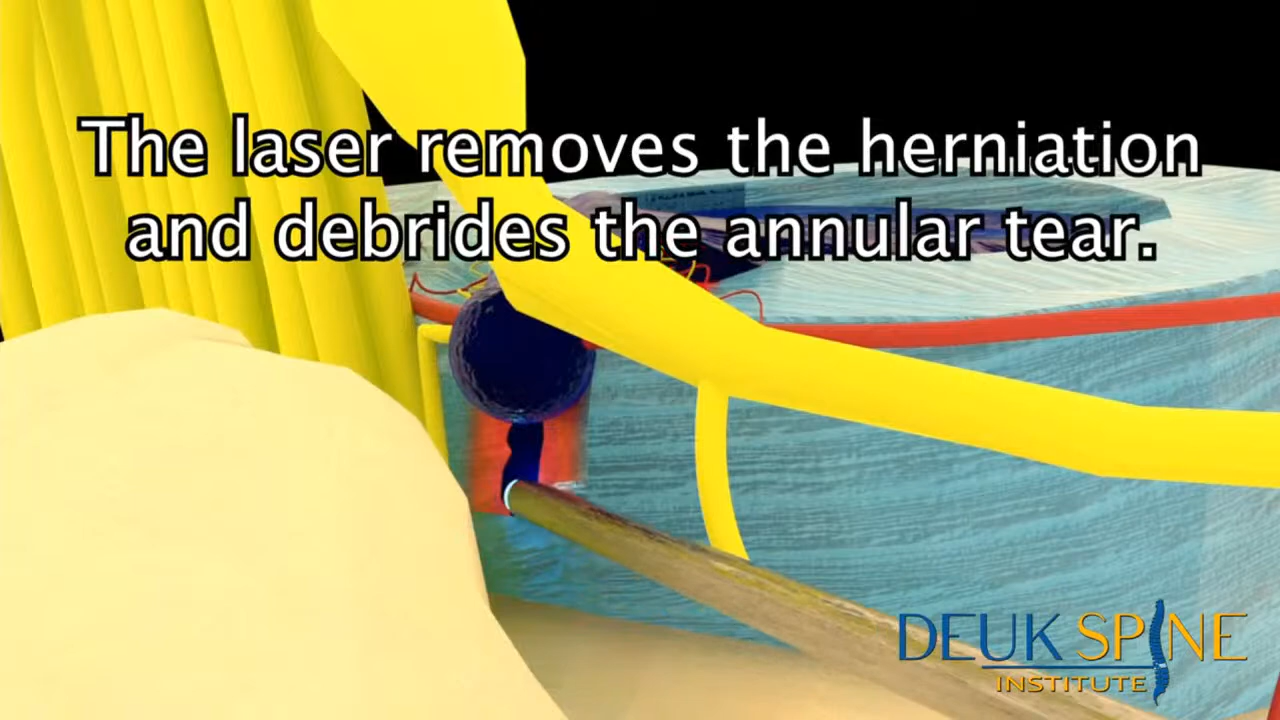 The laser removes the herniation
and debrides the annular tear.
DEUK SPINE
INSTITUTE